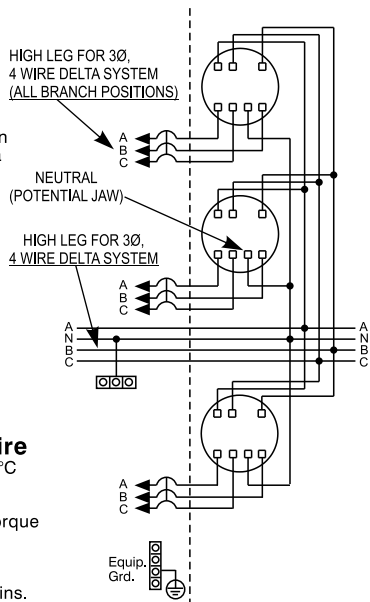 HIGH LEG FOR 3Ø,
4 WIRE DELTA SYSTEM
(ALL BRANCH POSITIONS)
n
A
B
C
NEUTRAL
(POTENTIAL JAW)
HIGH LEG FOR 3Ø,
4 WIRE DELTA SYSTEM
A
B
C
A
N
B
C
A
N
B
C
ire
°C
A
B
C
orque
Equip.
Grd.
ins.